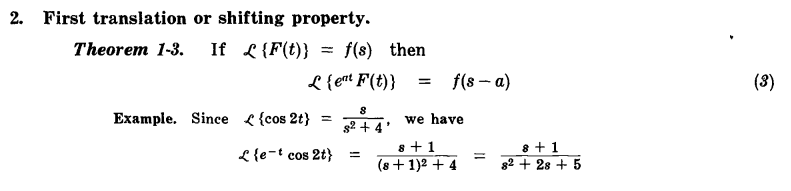 2. First translation or shifting property.
Theorem 1-3. If ℒ {F(t)} = f(s) then
ℒ {e^{at} F(t)} = f(s − a) (3)
Example. Since ℒ {cos 2t} = s/(s² + 4), we have
ℒ {e^{−t} cos 2t} = (s + 1)/((s + 1)² + 4) = (s + 1)/(s² + 2s + 5)